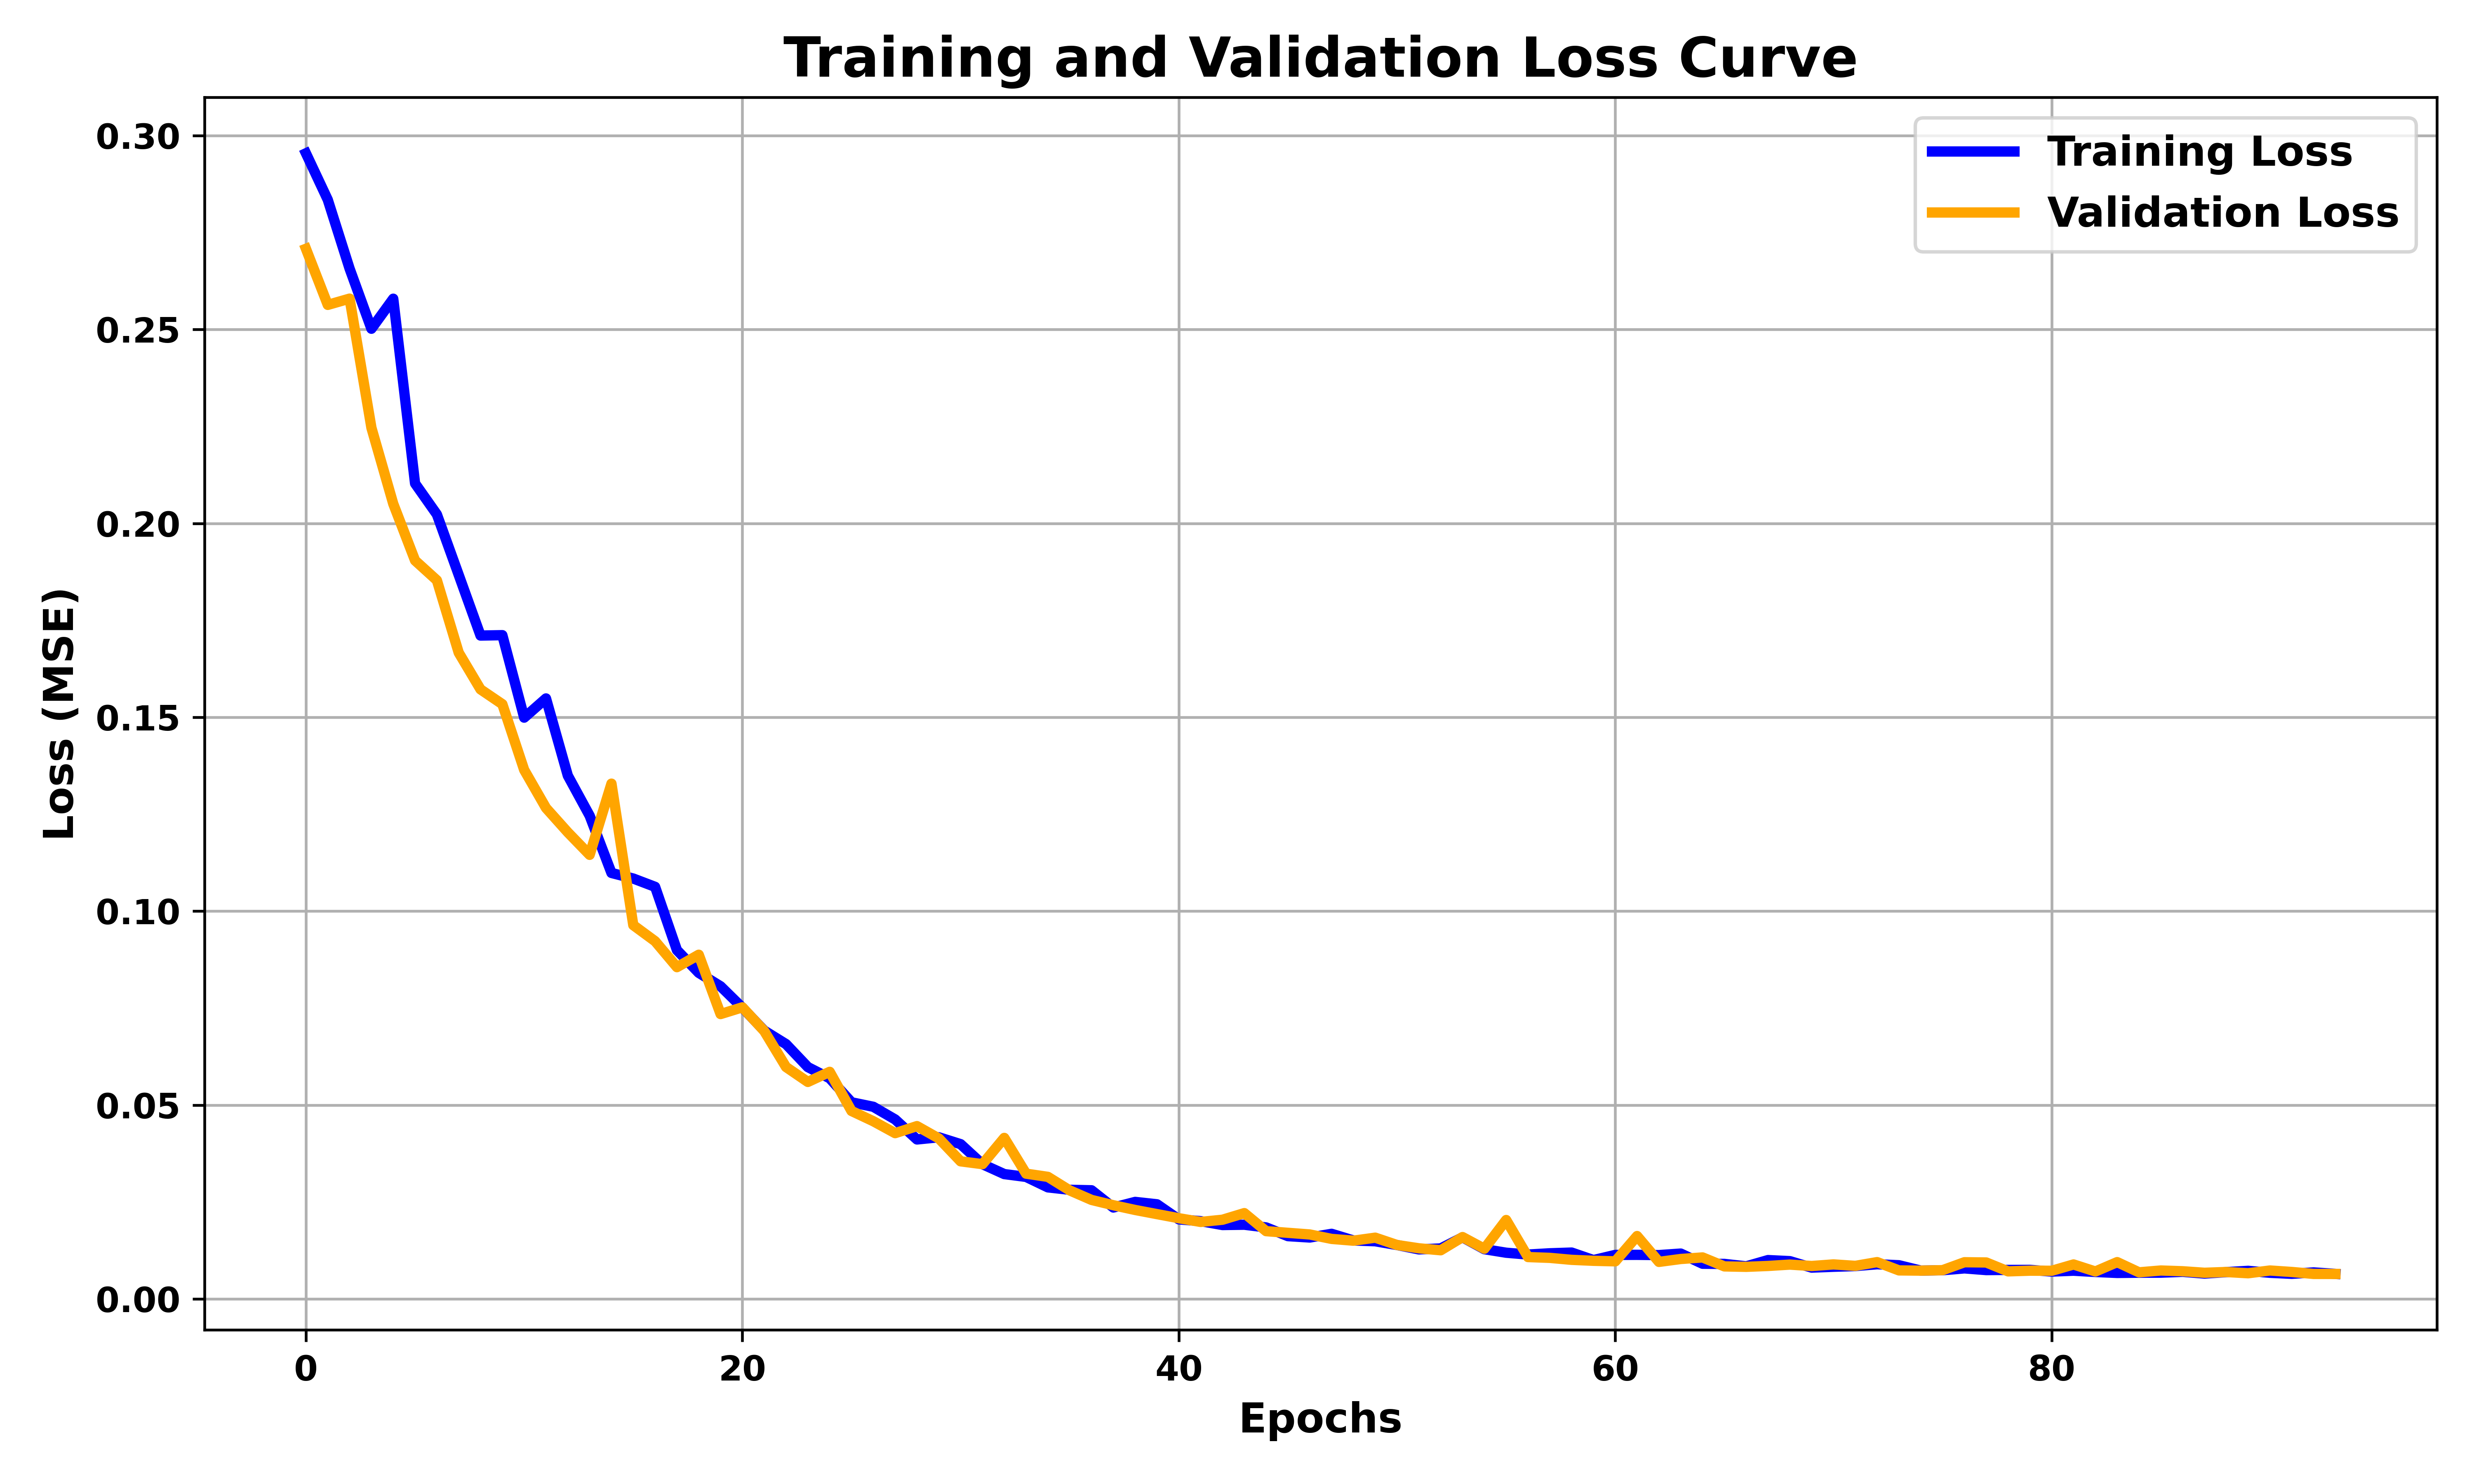 Training and Validation Loss Curve
Training Loss
Validation Loss
Loss (MSE)
0.30
0.25
0.20
0.15
0.10
0.05
0.00
0 20 40 60 80
Epochs